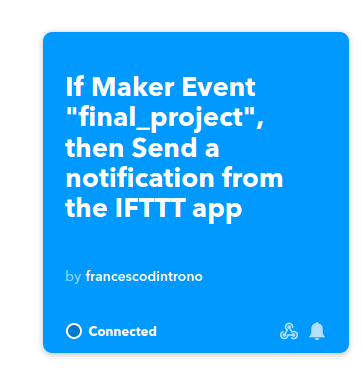 If Maker Event
"final_project",
then Send a
notification from
the IFTTT app
by francescodintrono
Connected